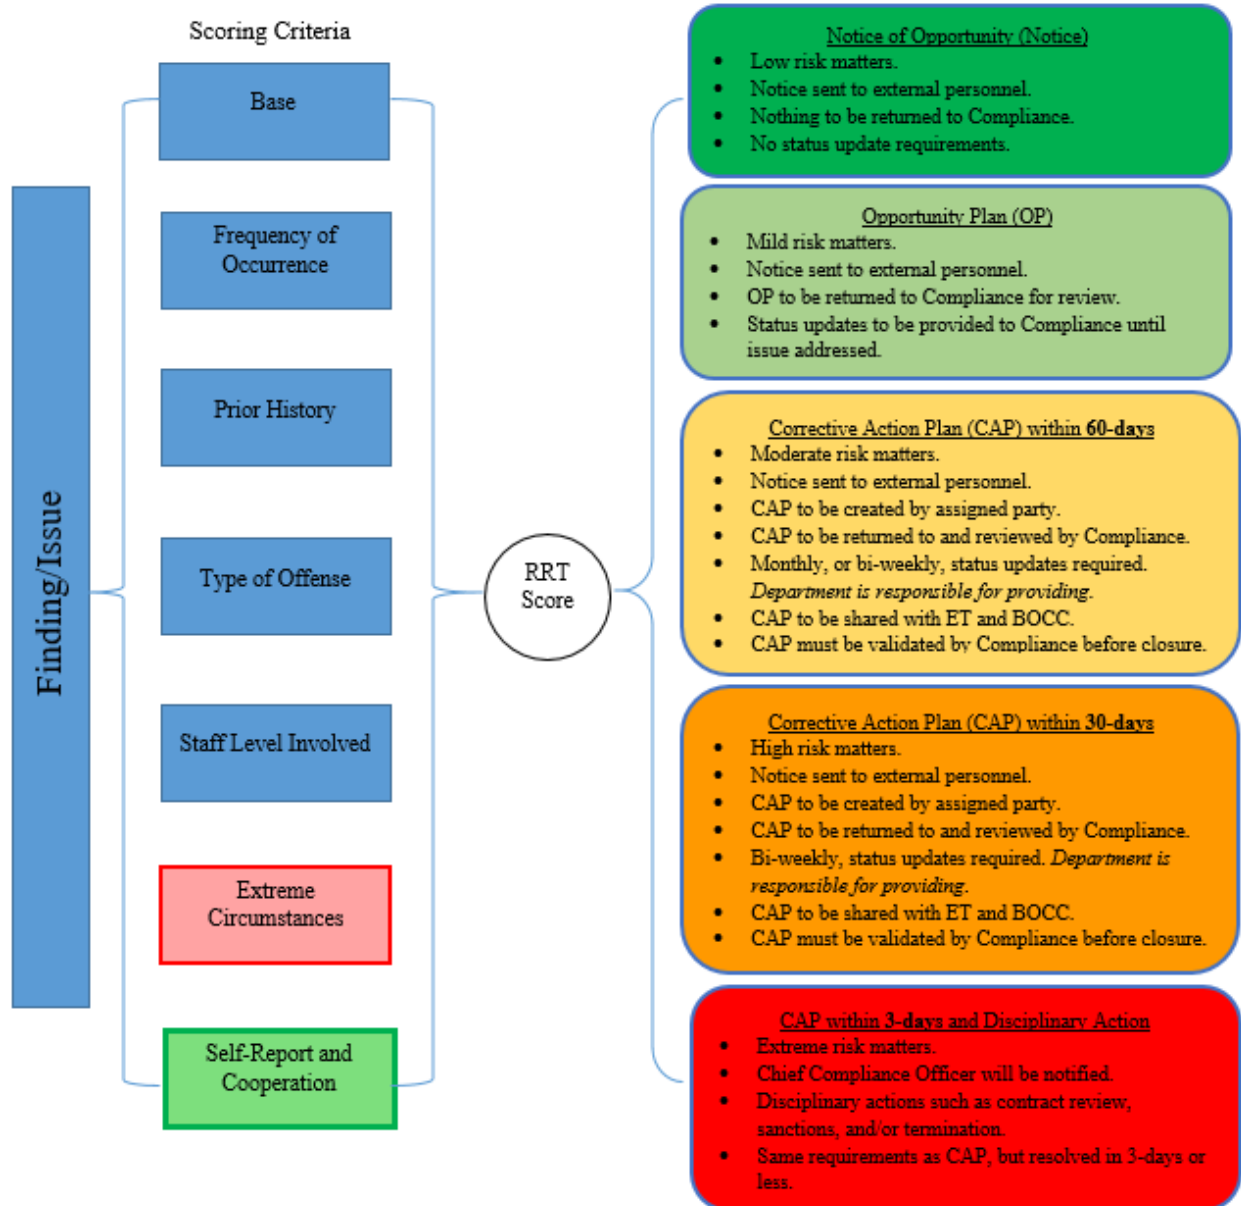 Scoring Criteria
Finding/Issue
Base
Frequency of
Occurrence
Prior History
Type of Offense
Staff Level Involved
Extreme
Circumstances
Self-Report and
Cooperation
RRT
Score
Notice of Opportunity (Notice)
• Low risk matters.
• Notice sent to external personnel.
• Nothing to be returned to Compliance.
• No status update requirements.
Opportunity Plan (OP)
• Mild risk matters.
• Notice sent to external personnel.
• OP to be returned to Compliance for review.
• Status updates to be provided to Compliance until
issue addressed.
Corrective Action Plan (CAP) within 60-days
• Moderate risk matters.
• Notice sent to external personnel.
• CAP to be created by assigned party.
• CAP to be returned to and reviewed by Compliance.
• Monthly, or bi-weekly, status updates required.
Department is responsible for providing.
• CAP to be shared with ET and BOCC.
• CAP must be validated by Compliance before closure.
Corrective Action Plan (CAP) within 30-days
• High risk matters.
• Notice sent to external personnel.
• CAP to be created by assigned party.
• CAP to be returned to and reviewed by Compliance.
• Bi-weekly, status updates required. Department is
responsible for providing.
• CAP to be shared with ET and BOCC.
• CAP must be validated by Compliance before closure.
CAP within 3-days and Disciplinary Action
• Extreme risk matters.
• Chief Compliance Officer will be notified.
• Disciplinary actions such as contract review,
sanctions, and/or termination.
• Same requirements as CAP, but resolved in 3-days or
less.